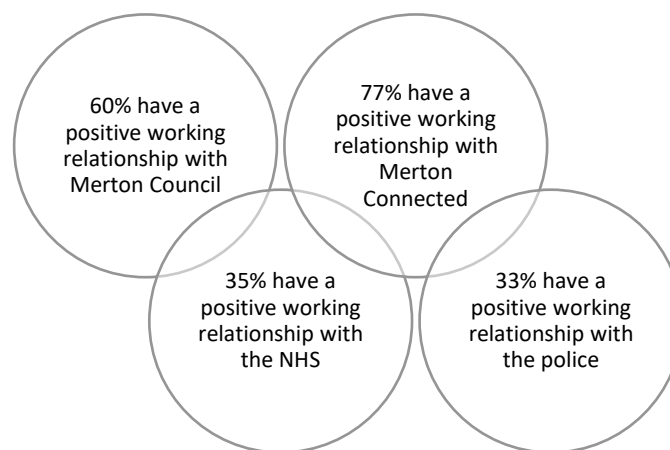 60% have a
positive working
relationship with
Merton Council
77% have a
positive working
relationship with
Merton
Connected
35% have a
positive working
relationship with
the NHS
33% have a
positive working
relationship with
the police